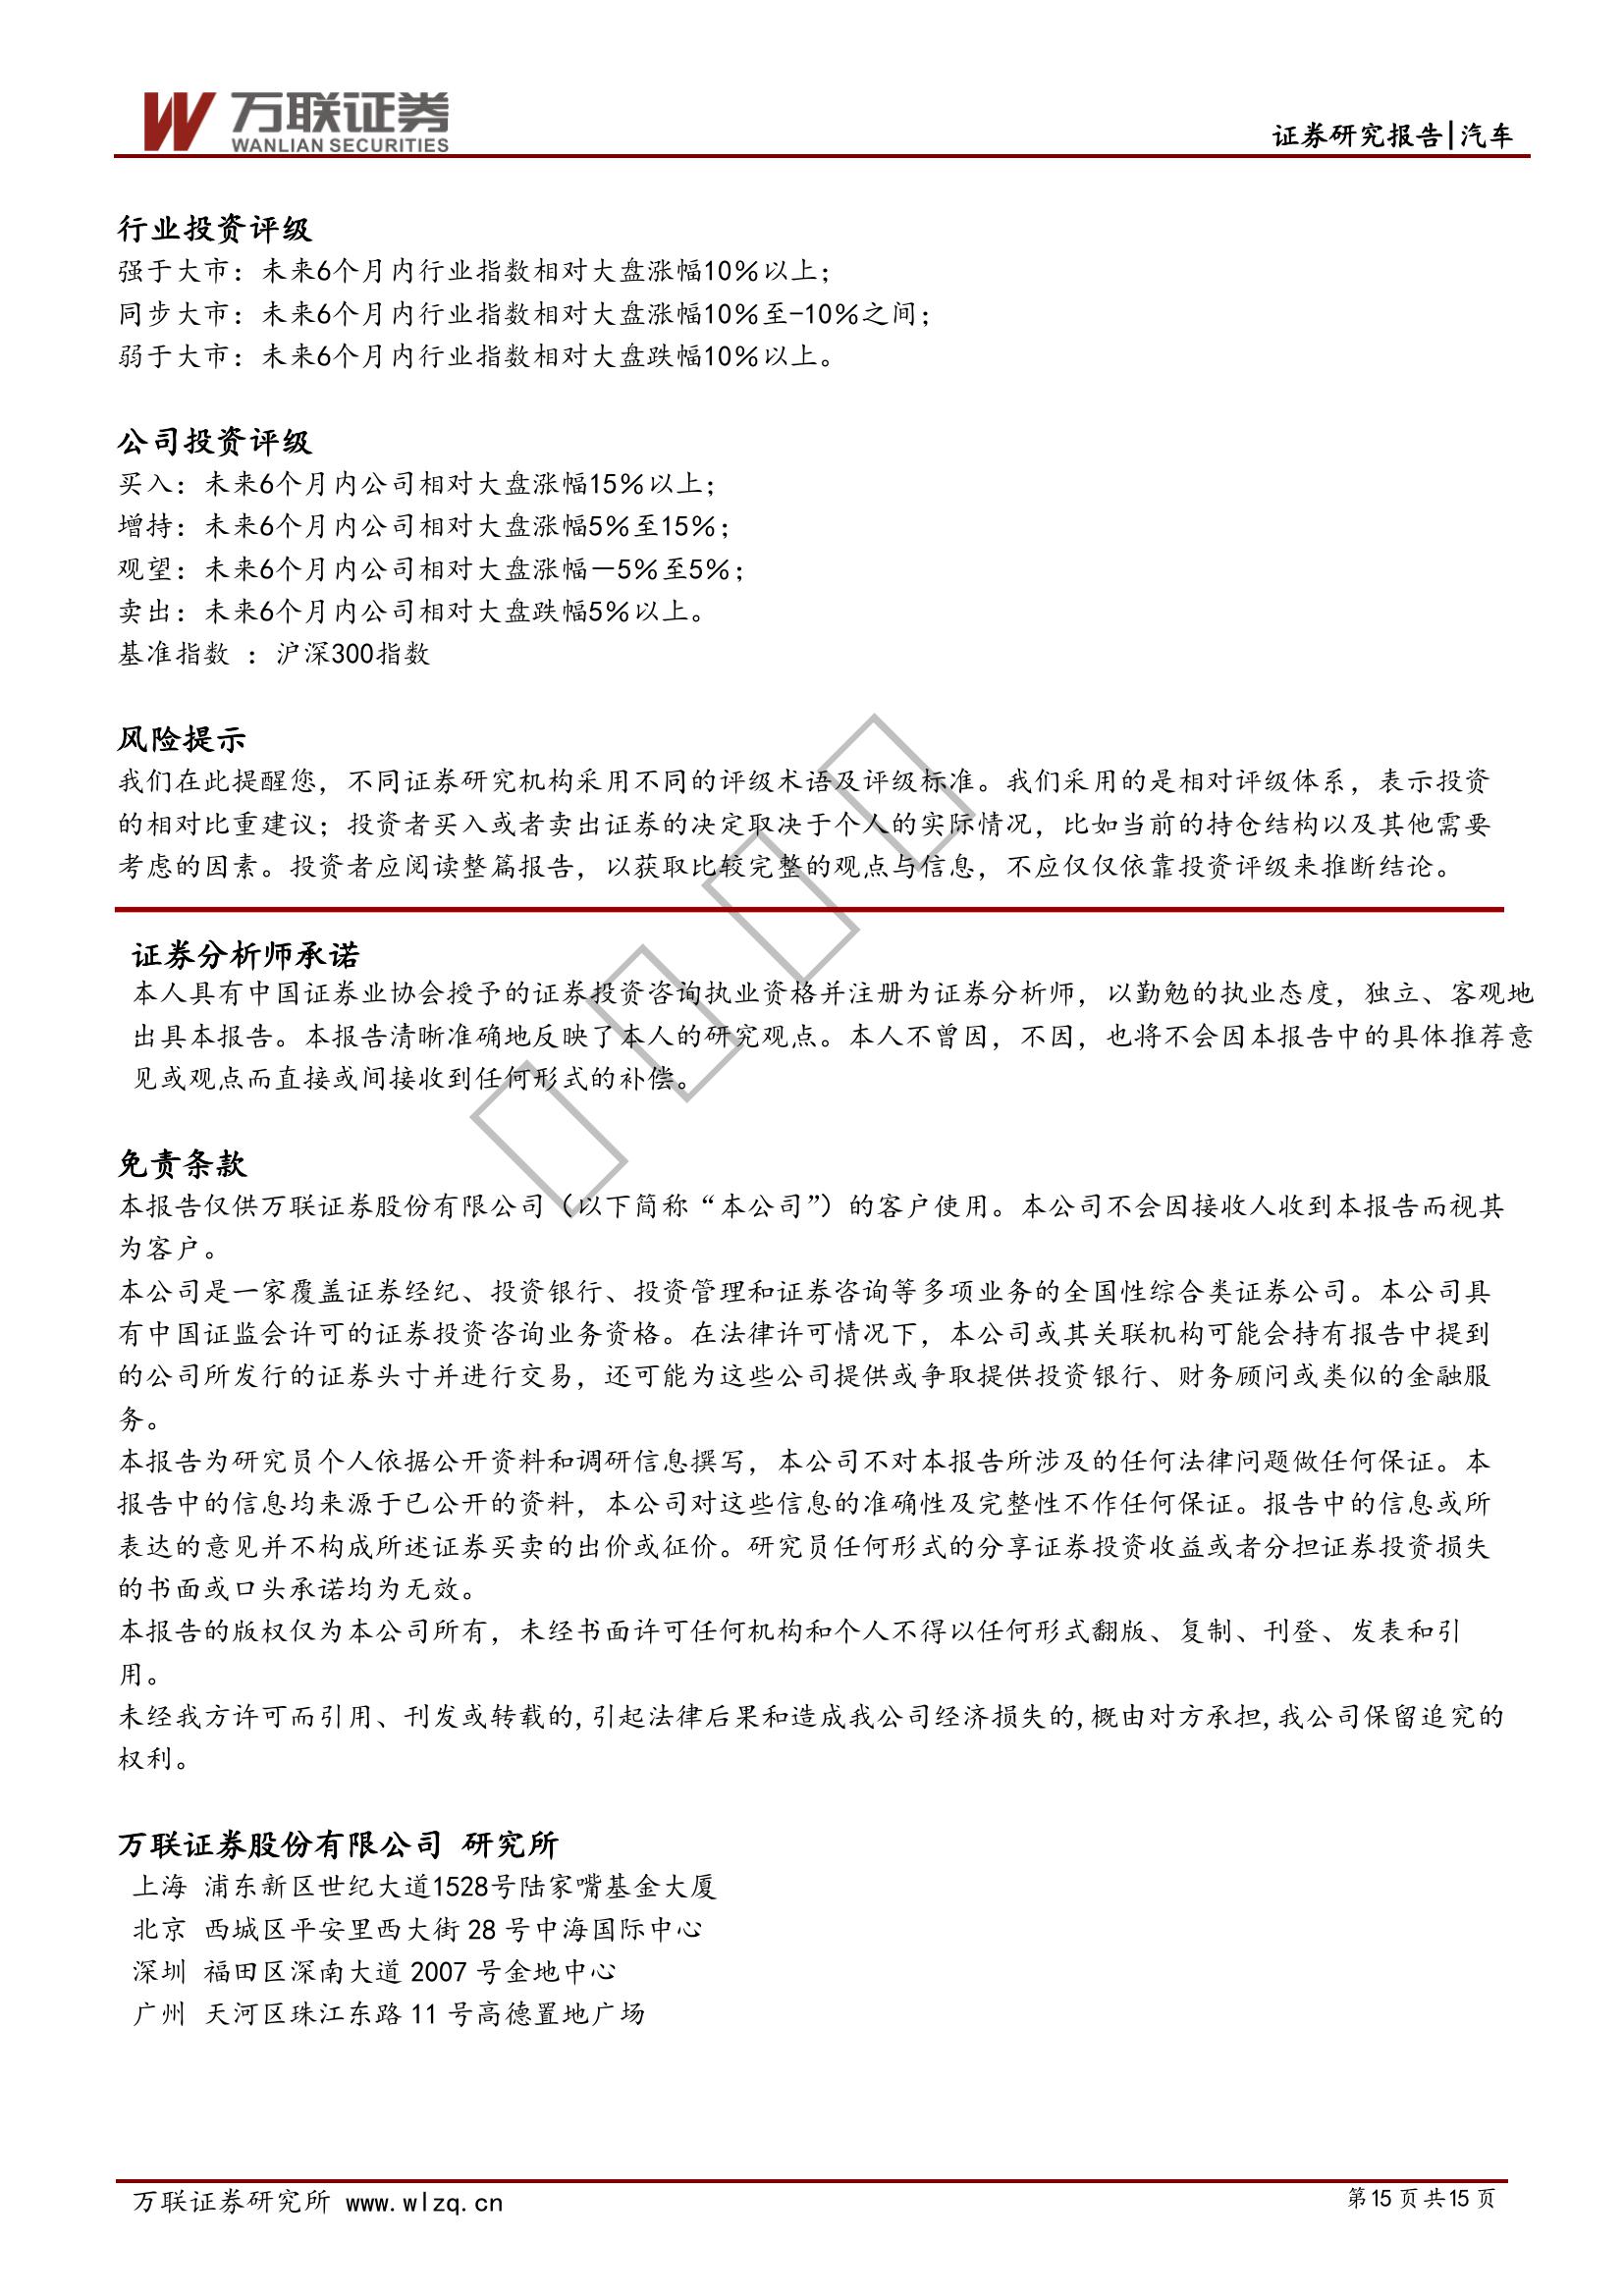 万联证券
WANLIAN SECURITIES
证券研究报告|汽车
行业投资评级
强于大市：未来6个月内行业指数相对大盘涨幅10％以上；
同步大市：未来6个月内行业指数相对大盘涨幅10％至-10％之间；
弱于大市：未来6个月内行业指数相对大盘跌幅10％以上。
公司投资评级
买入：未来6个月内公司相对大盘涨幅15％以上；
增持：未来6个月内公司相对大盘涨幅5％至15％；
观望：未来6个月内公司相对大盘涨幅－5％至5％；
卖出：未来6个月内公司相对大盘跌幅5％以上。
基准指数 ：沪深300指数
风险提示
我们在此提醒您，不同证券研究机构采用不同的评级术语及评级标准。我们采用的是相对评级体系，表示投资
的相对比重建议；投资者买入或者卖出证券的决定取决于个人的实际情况，比如当前的持仓结构以及其他需要
考虑的因素。投资者应阅读整篇报告，以获取比较完整的观点与信息，不应仅仅依靠投资评级来推断结论。
证券分析师承诺
本人具有中国证券业协会授予的证券投资咨询执业资格并注册为证券分析师，以勤勉的执业态度，独立、客观地
出具本报告。本报告清晰准确地反映了本人的研究观点。本人不曾因，不因，也将不会因本报告中的具体推荐意
见或观点而直接或间接收到任何形式的补偿。
免责条款
本报告仅供万联证券股份有限公司（以下简称“本公司”）的客户使用。本公司不会因接收人收到本报告而视其
为客户。
本公司是一家覆盖证券经纪、投资银行、投资管理和证券咨询等多项业务的全国性综合类证券公司。本公司具
有中国证监会许可的证券投资咨询业务资格。在法律许可情况下，本公司或其关联机构可能会持有报告中提到
的公司所发行的证券头寸并进行交易，还可能为这些公司提供或争取提供投资银行、财务顾问或类似的金融服
务。
本报告为研究员个人依据公开资料和调研信息撰写，本公司不对本报告所涉及的任何法律问题做任何保证。本
报告中的信息均来源于已公开的资料，本公司对这些信息的准确性及完整性不作任何保证。报告中的信息或所
表达的意见并不构成所述证券买卖的出价或征价。研究员任何形式的分享证券投资收益或者分担证券投资损失
的书面或口头承诺均为无效。
本报告的版权仅为本公司所有，未经书面许可任何机构和个人不得以任何形式翻版、复制、刊登、发表和引
用。
未经我方许可而引用、刊发或转载的,引起法律后果和造成我公司经济损失的,概由对方承担,我公司保留追究的
权利。
万联证券股份有限公司 研究所
上海 浦东新区世纪大道1528号陆家嘴基金大厦
北京 西城区平安里西大街 28 号中海国际中心
深圳 福田区深南大道 2007 号金地中心
广州 天河区珠江东路 11 号高德置地广场
万联证券研究所 www.wlzq.cn
第15 页 共15 页